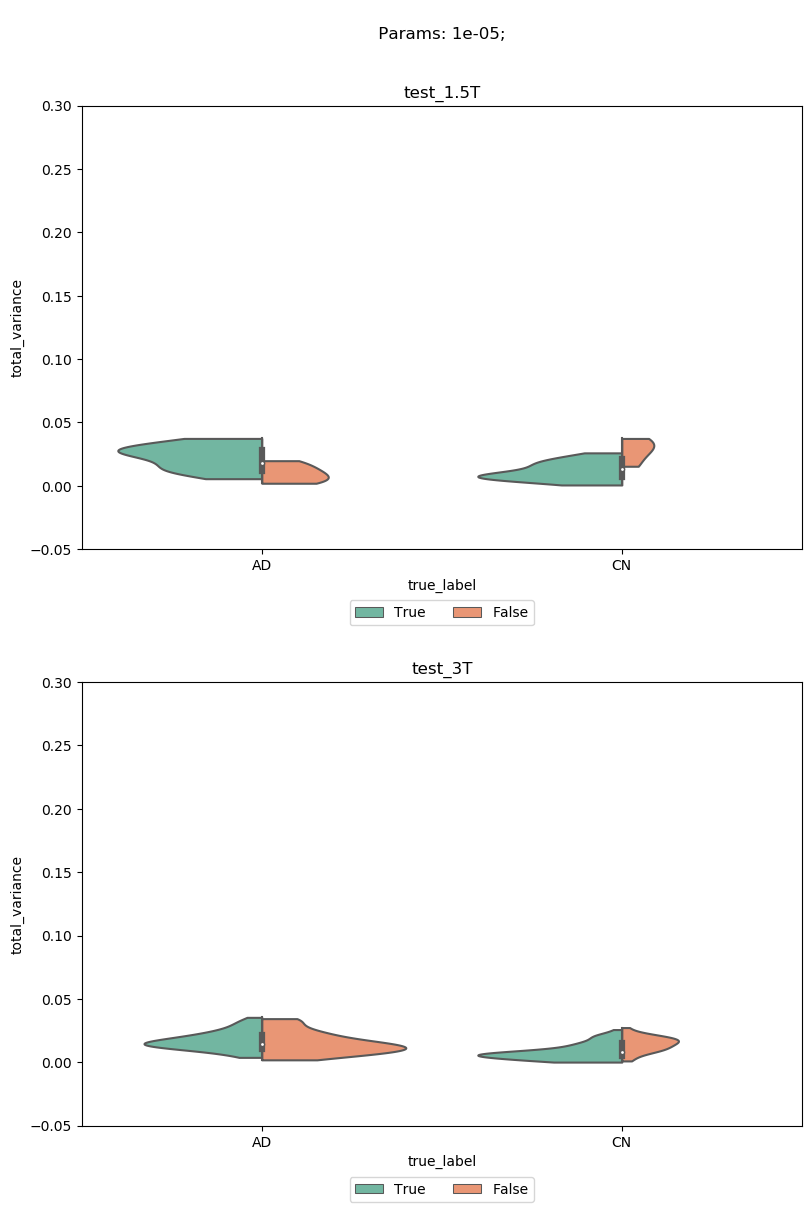 Params: 1e-05;
test_1.5T
0.30
0.25
0.20
0.15
0.10
0.05
0.00
−0.05
total_variance
AD CN
true_label
True False
test_3T
0.30
0.25
0.20
0.15
0.10
0.05
0.00
−0.05
total_variance
AD CN
true_label
True False